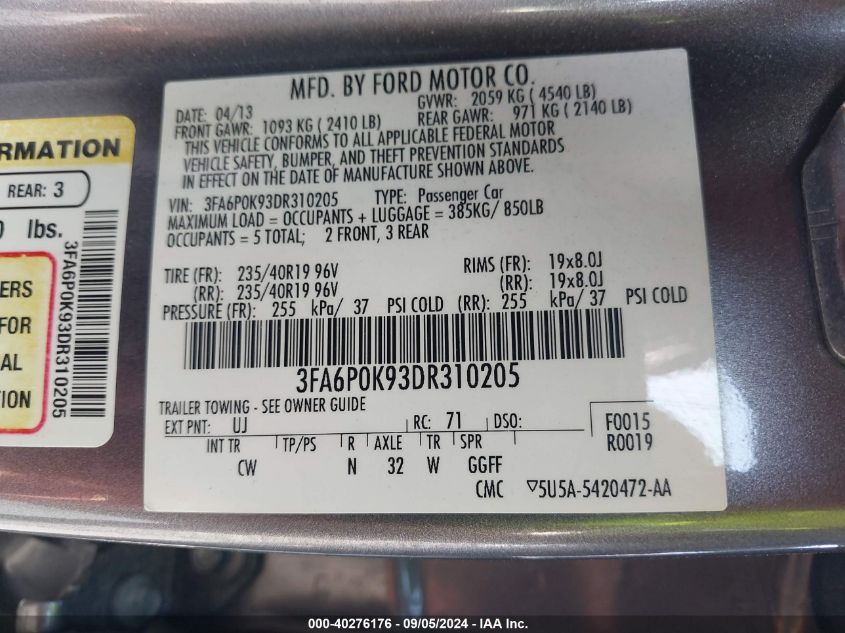 MFD. BY FORD MOTOR CO.
DATE: 04/13 GVWR: 2059 KG ( 4540 LB)
FRONT GAWR: 1093 KG ( 2410 LB) REAR GAWR: 971 KG ( 2140 LB)
THIS VEHICLE CONFORMS TO ALL APPLICABLE FEDERAL MOTOR
VEHICLE SAFETY, BUMPER, AND THEFT PREVENTION STANDARDS
IN EFFECT ON THE DATE OF MANUFACTURE SHOWN ABOVE.
VIN: 3FA6P0K93DR310205 TYPE: Passenger Car
MAXIMUM LOAD = OCCUPANTS + LUGGAGE = 385KG/ 850LB
OCCUPANTS = 5 TOTAL; 2 FRONT, 3 REAR
TIRE (FR): 235/40R19 96V RIMS (FR): 19x8.0J
(RR): 235/40R19 96V (RR): 19x8.0J
PRESSURE (FR): 255 kPa/ 37 PSI COLD (RR): 255 kPa/ 37 PSI COLD
3FA6P0K93DR310205
TRAILER TOWING - SEE OWNER GUIDE
EXT PNT: UJ RC: 71 DSO: F0015
R0019
INT TR TP/PS R AXLE TR SPR
CW N 32 W GGFF
CMC ▽5U5A-5420472-AA
RMATION
REAR: 3
lbs.
3FA6P0K93DR310205
ERS
FOR
AL
ION
000-40276176 - 09/05/2024 - IAA Inc.